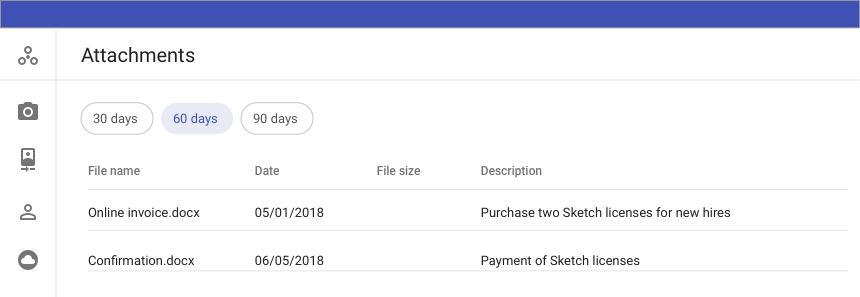 Attachments
30 days 60 days 90 days
File name Date File size Description
Online invoice.docx 05/01/2018 Purchase two Sketch licenses for new hires
Confirmation.docx 06/05/2018 Payment of Sketch licenses